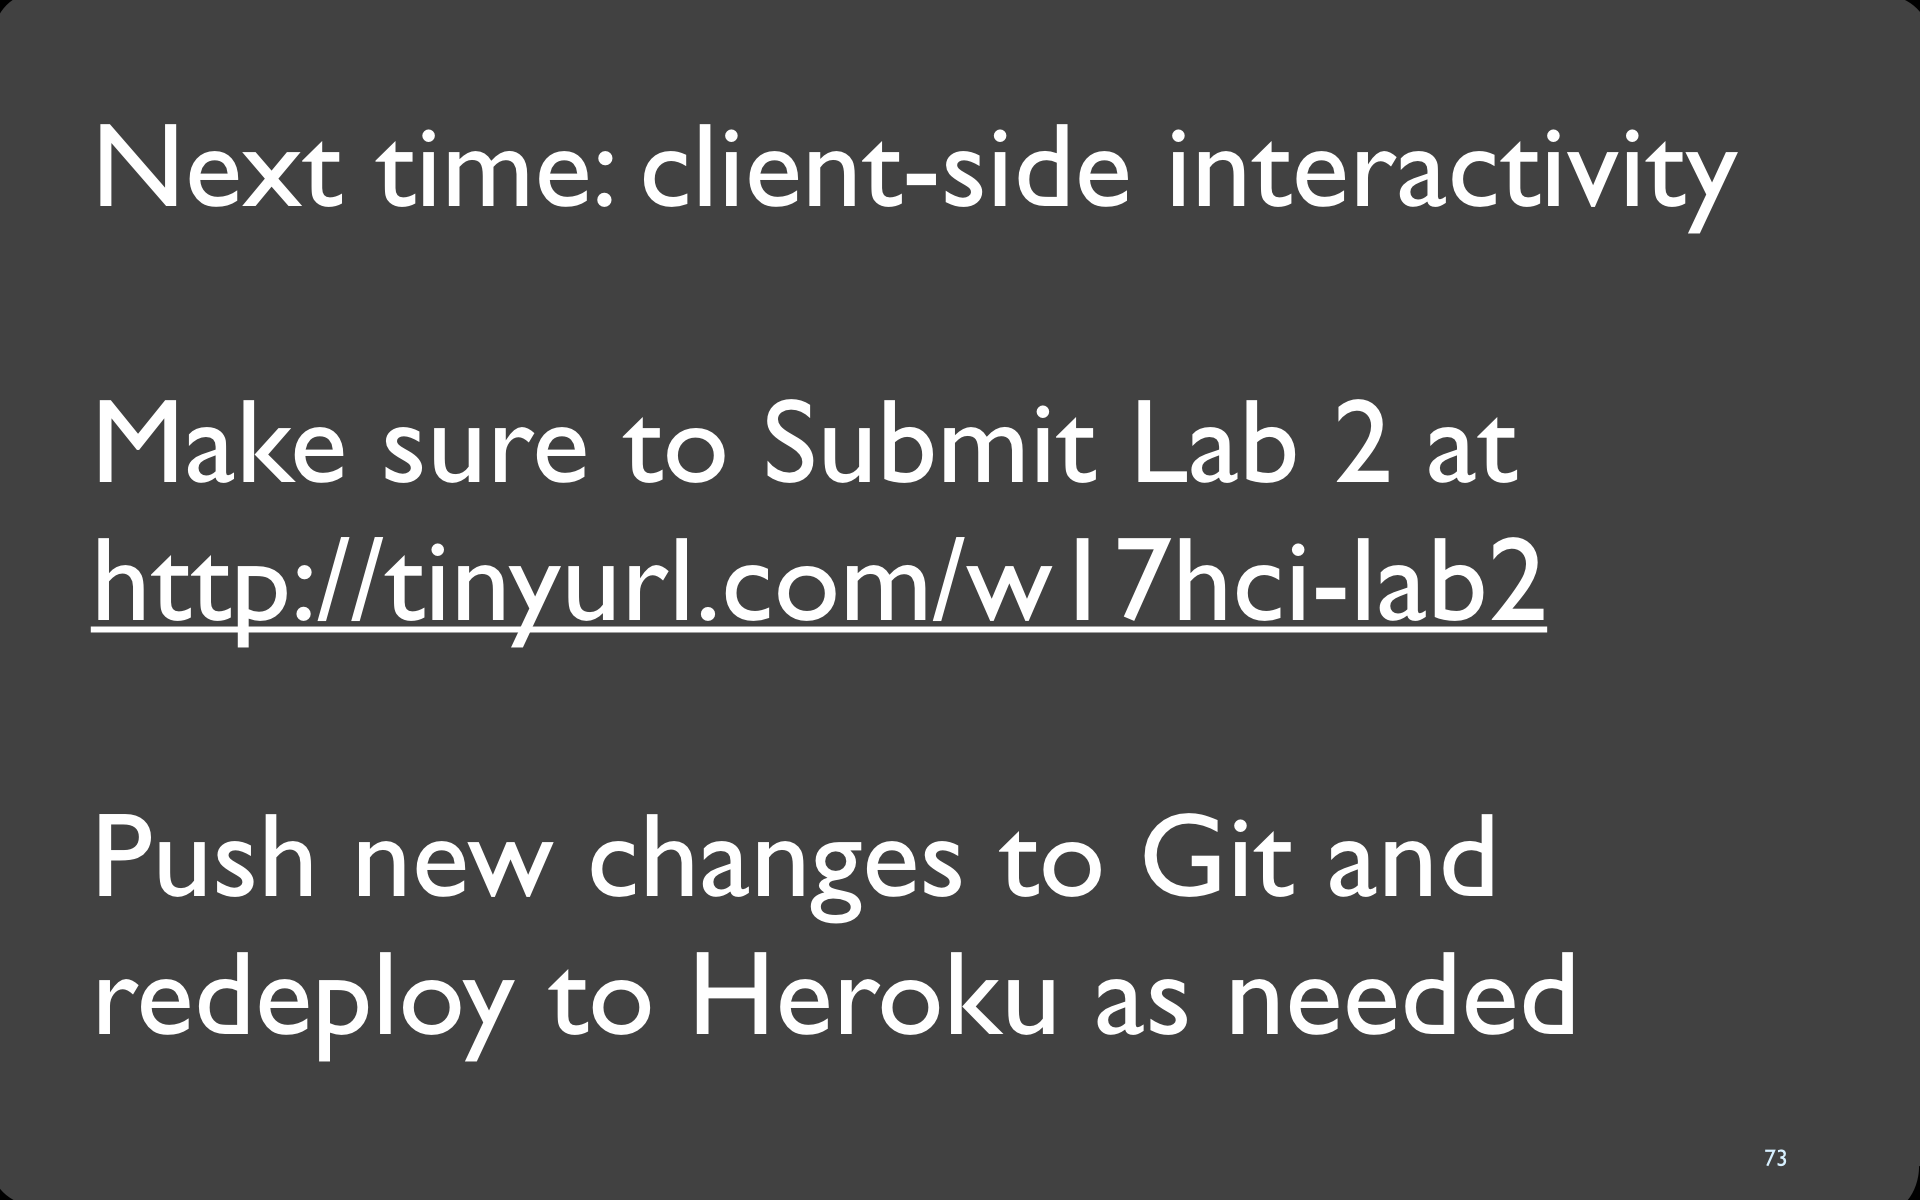 Next time: client-side interactivity
Make sure to Submit Lab 2 at
http://tinyurl.com/w17hci-lab2
Push new changes to Git and
redeploy to Heroku as needed
73